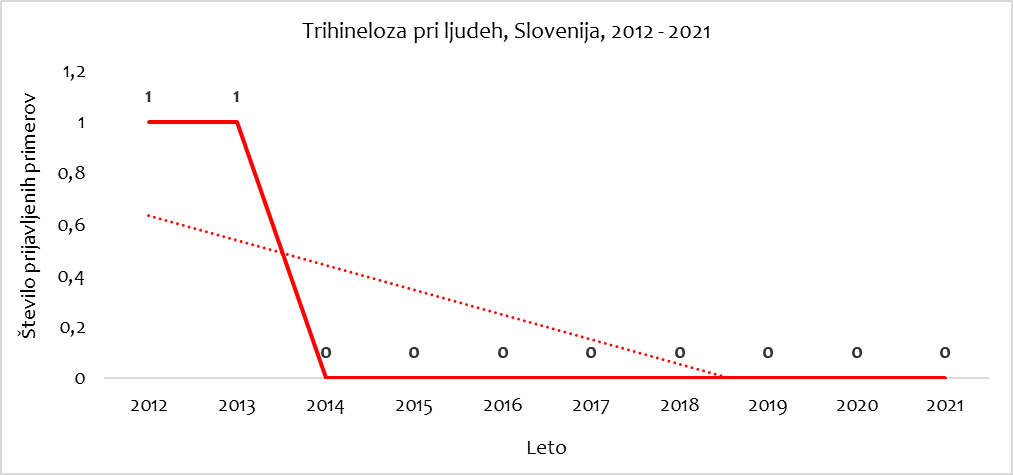 Trihineloza pri ljudeh, Slovenija, 2012 - 2021
Število prijavljenih primerov
1,2
1
0,8
0,6
0,4
0,2
0
1 1 0 0 0 0 0 0 0 0
2012 2013 2014 2015 2016 2017 2018 2019 2020 2021
Leto